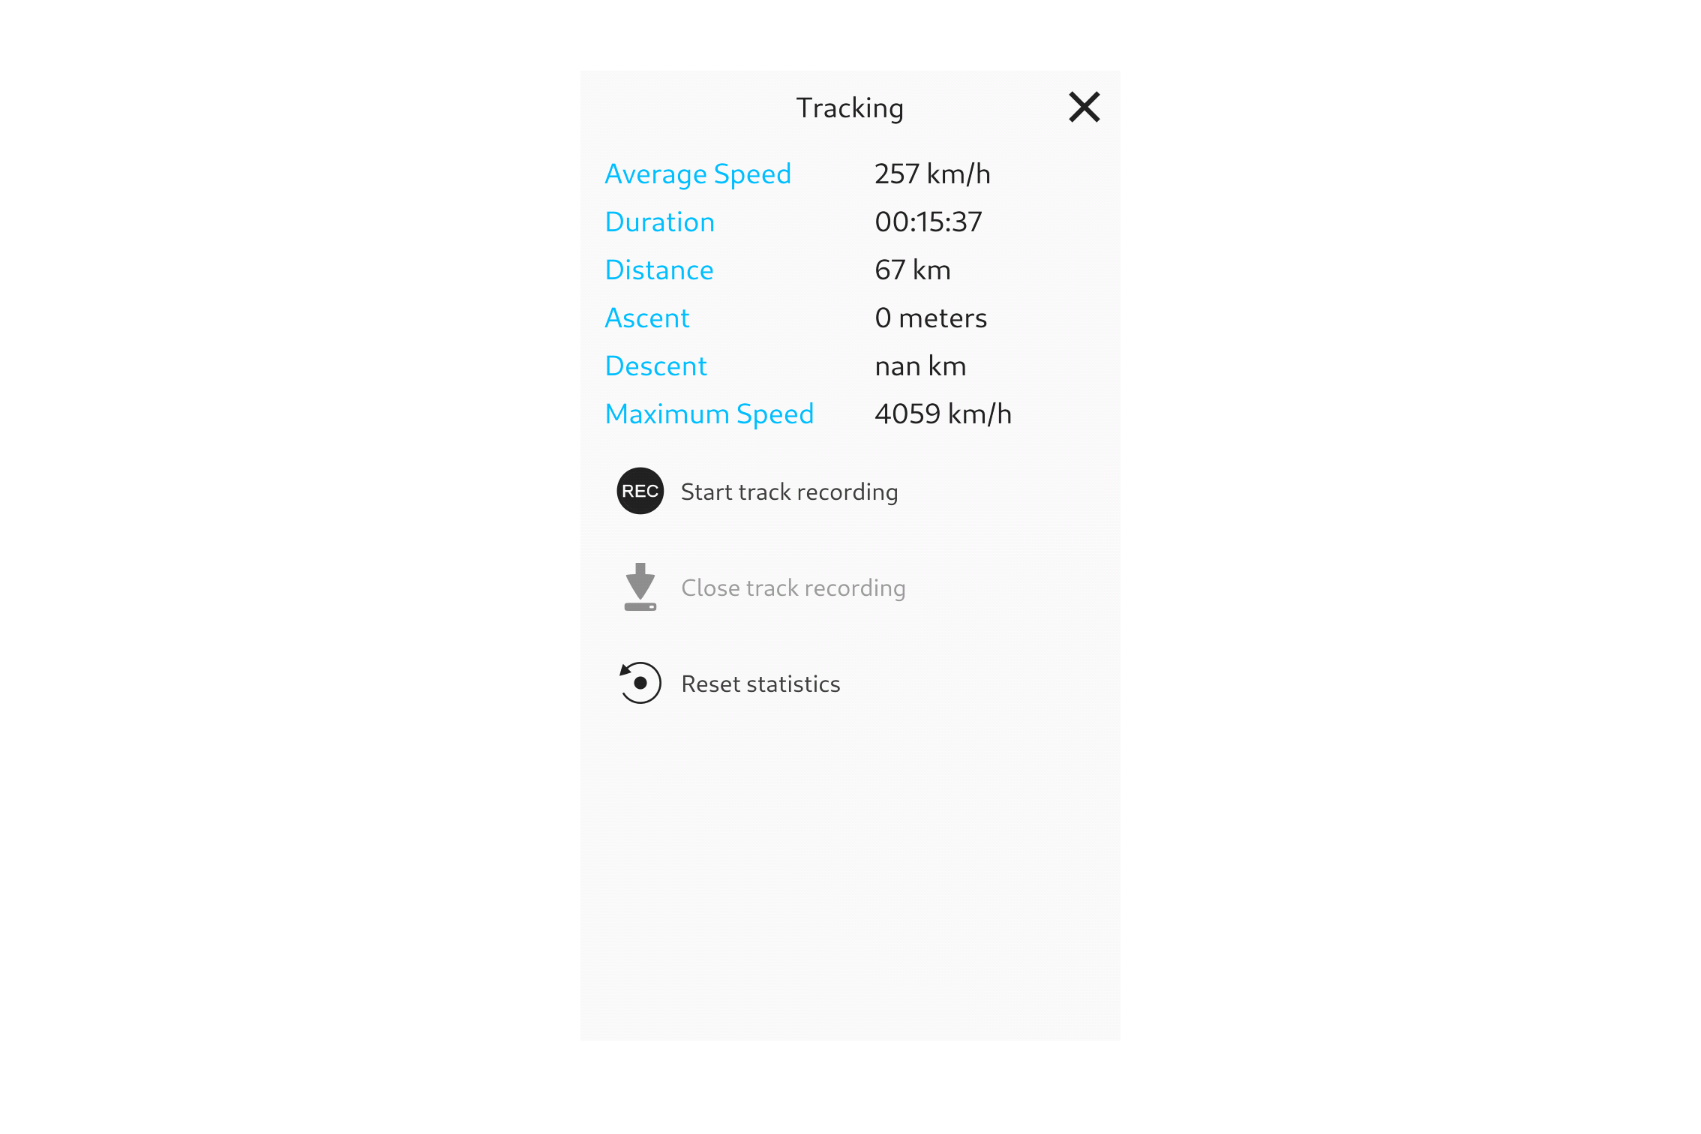 Tracking
Average Speed 257 km/h
Duration 00:15:37
Distance 67 km
Ascent 0 meters
Descent nan km
Maximum Speed 4059 km/h
REC Start track recording
Close track recording
Reset statistics